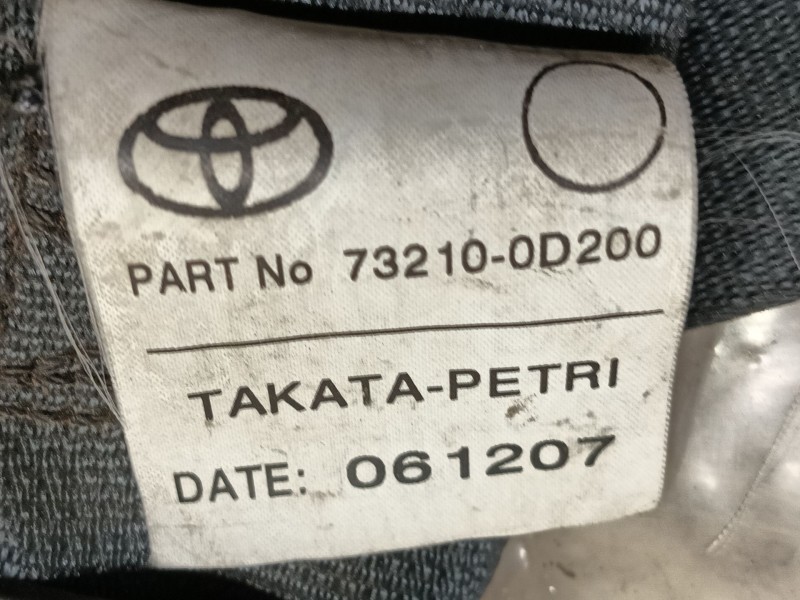 PART No 73210-0D200
TAKATA-PETRI
DATE: 061207